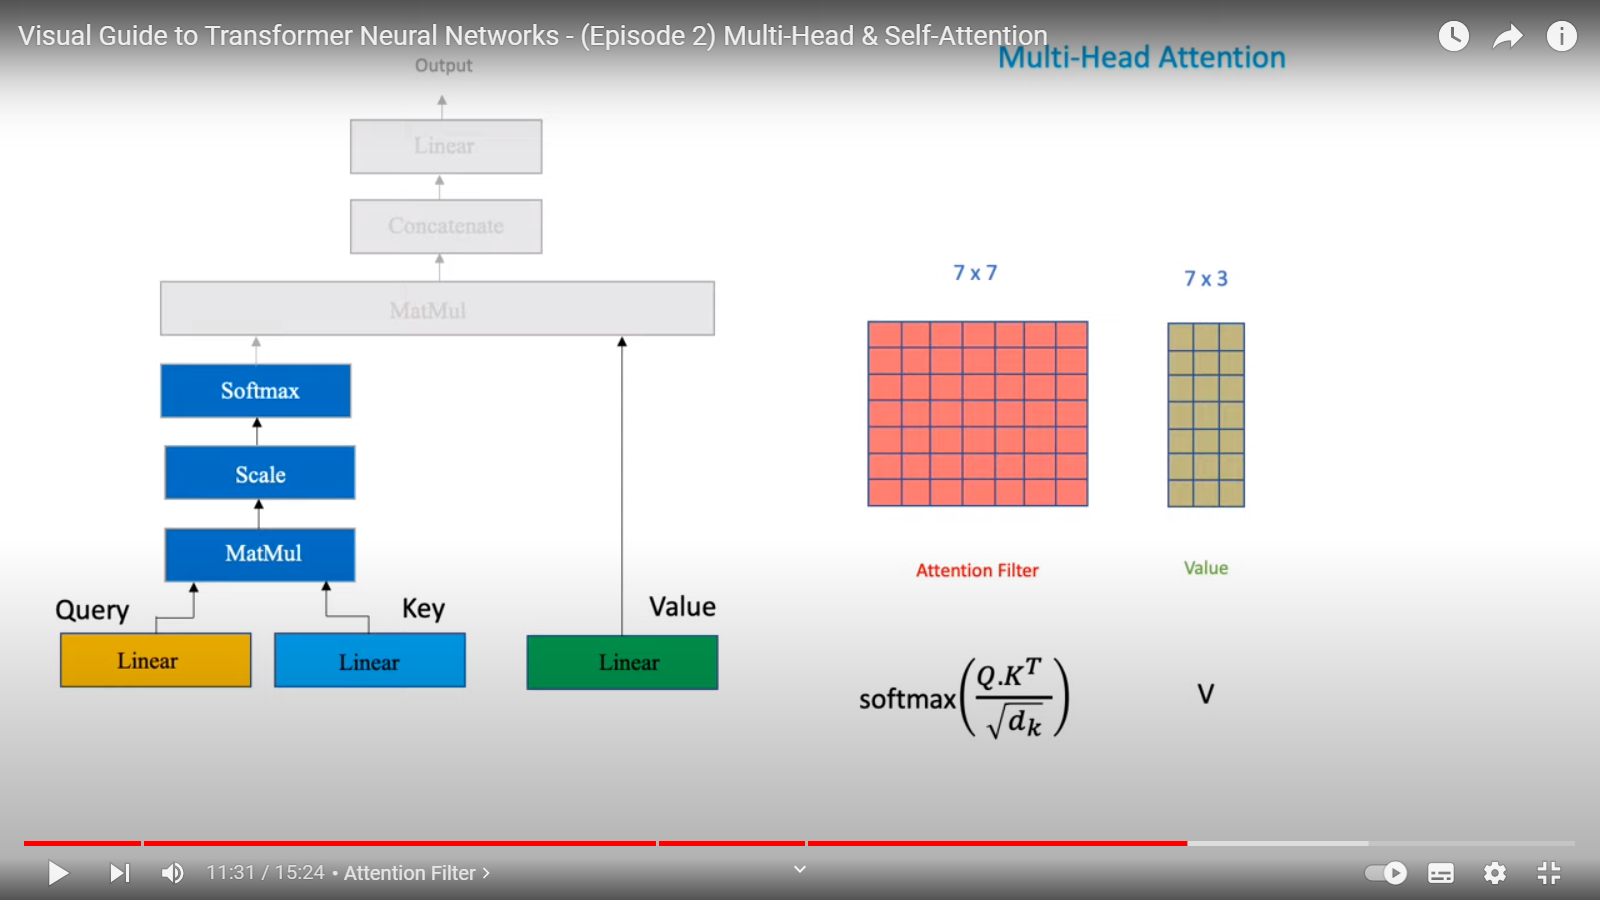 Visual Guide to Transformer Neural Networks - (Episode 2) Multi-Head & Self-Attention
Multi-Head Attention
Output
Linear
Concatenate
MatMul
7 x 7
7 x 3
Softmax
Scale
MatMul
Attention Filter
Value
Query
Key
Value
Linear
Linear
Linear
softmax(Q.K^T/√d_k)
V
11:31 / 15:24 • Attention Filter ›